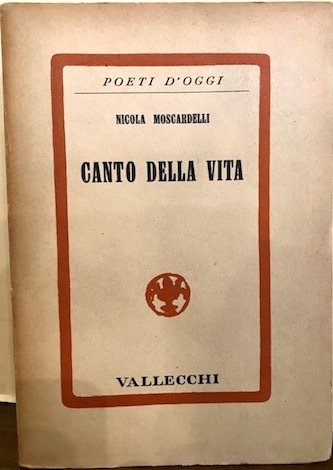 POETI D'OGGI
NICOLA MOSCARDELLI
CANTO DELLA VITA
VALLECCHI